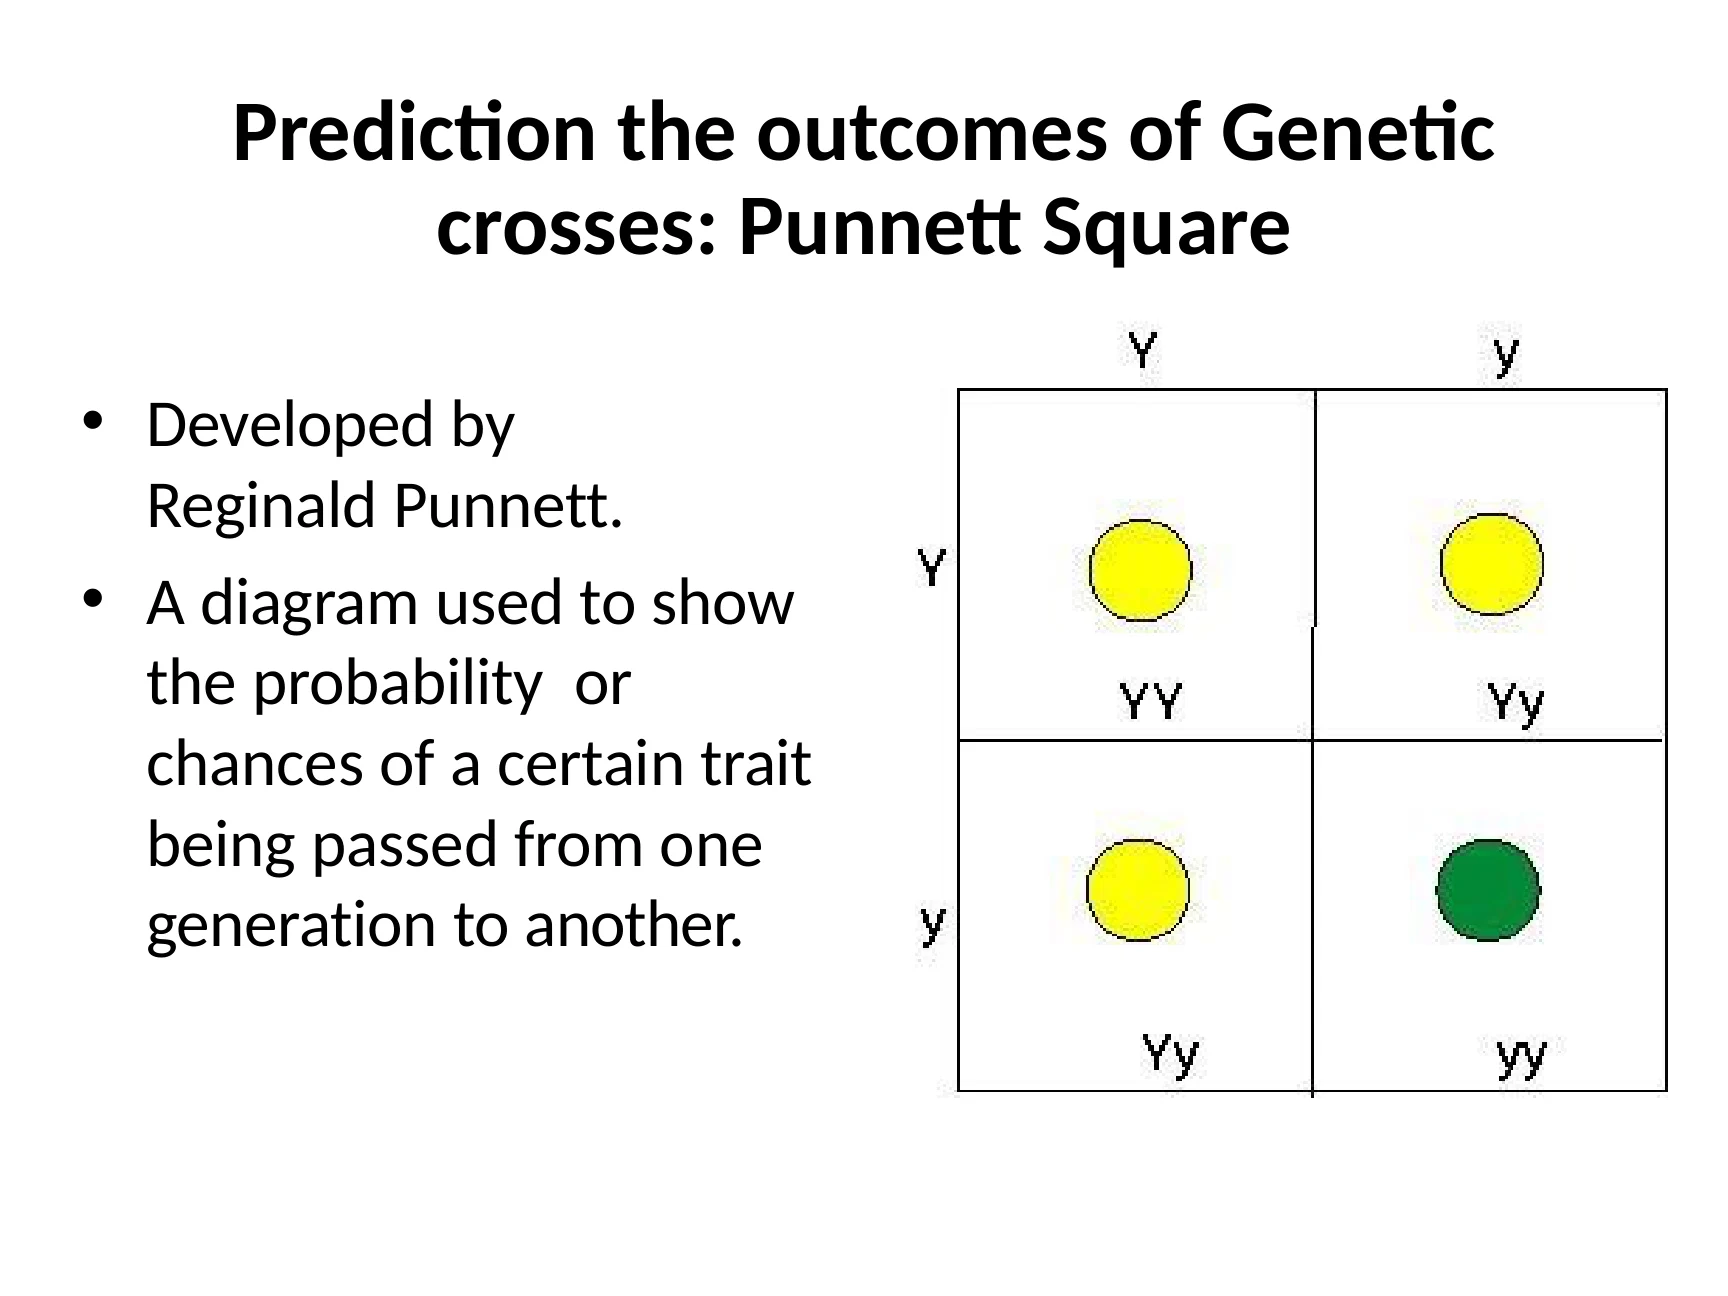 Prediction the outcomes of Genetic
crosses: Punnett Square
• Developed by
Reginald Punnett.
• A diagram used to show
the probability  or
chances of a certain trait
being passed from one
generation to another.
Y y
Y
YY Yy
y
Yy yy